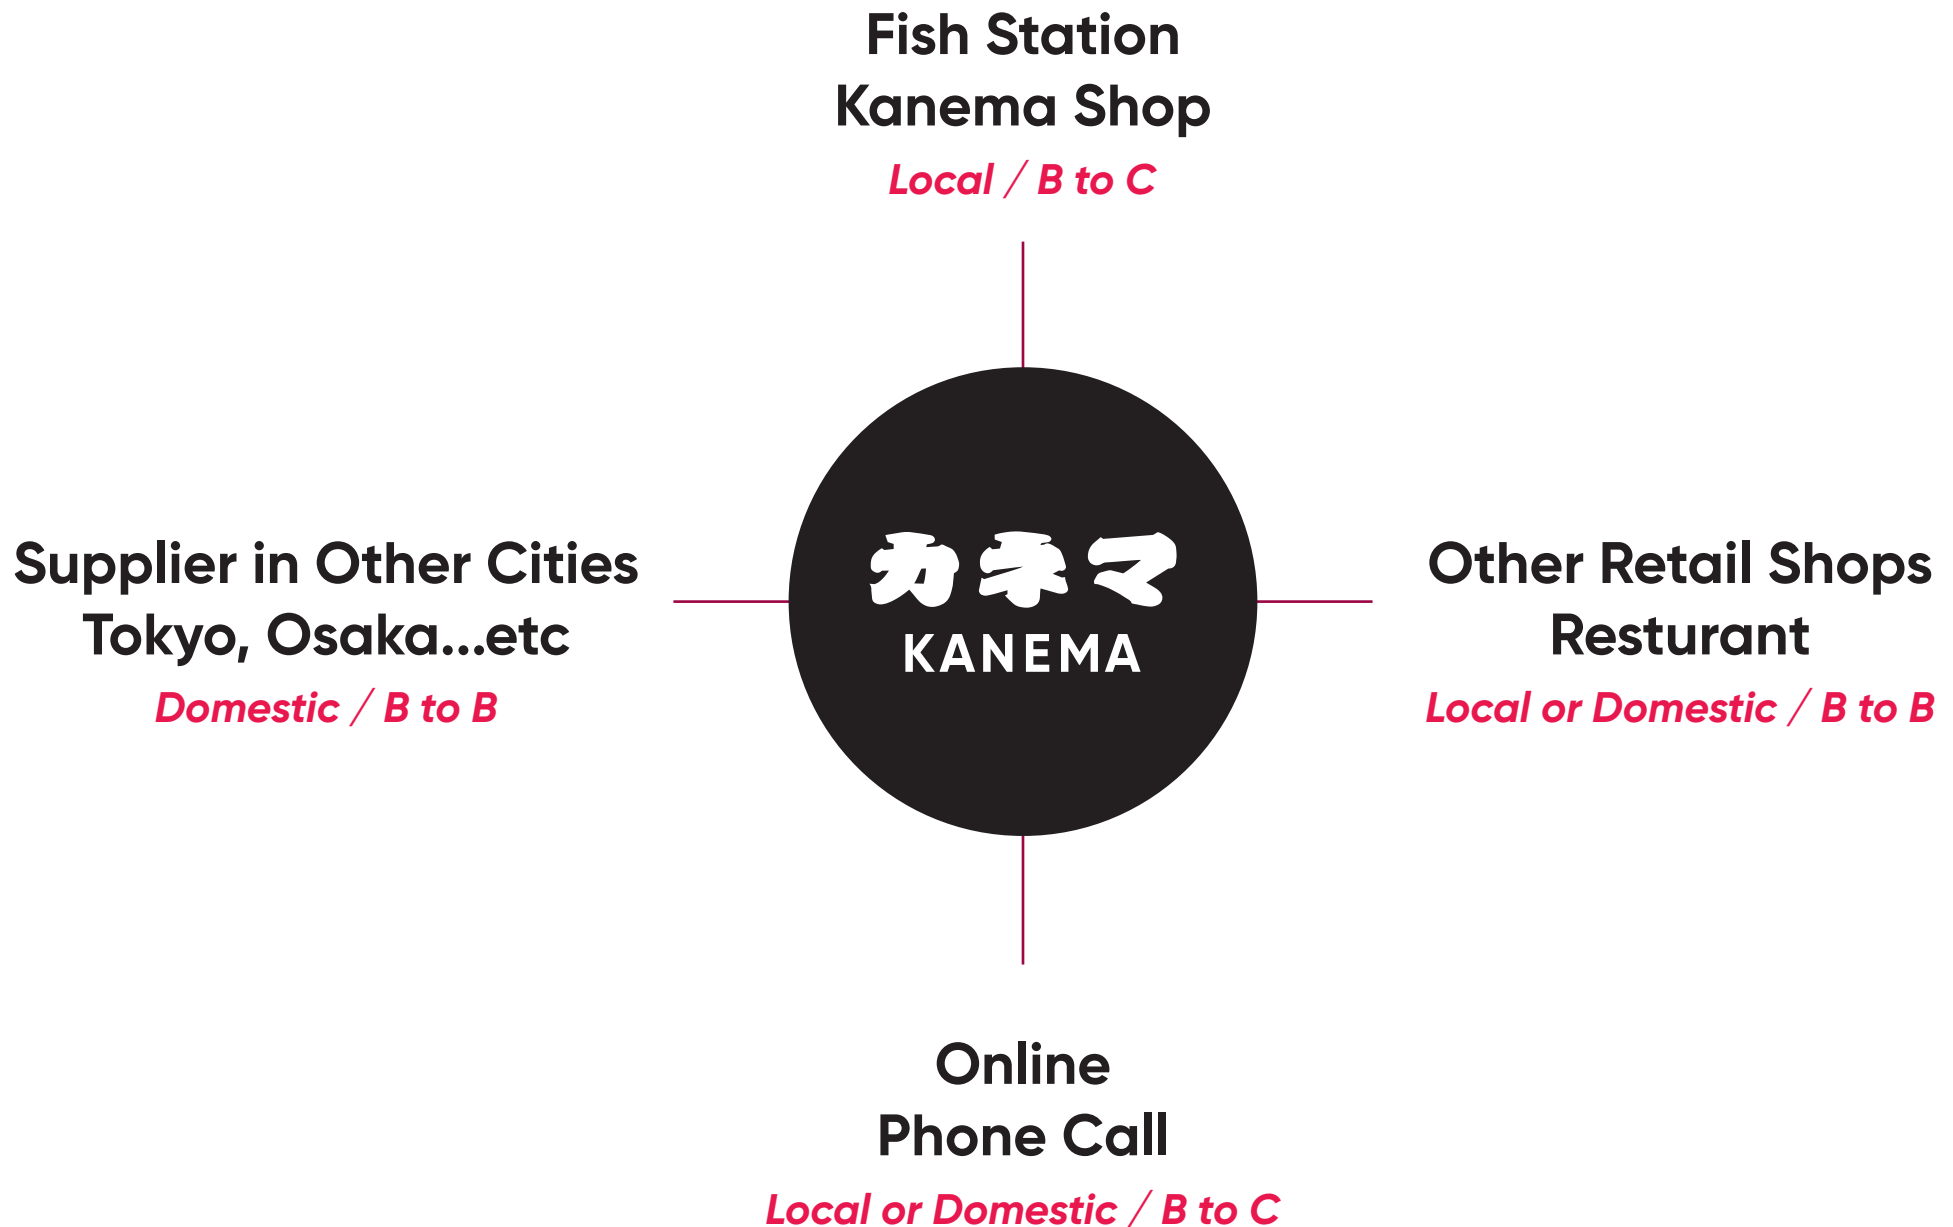 Fish Station
Kanema Shop
Local / B to C
Supplier in Other Cities
Tokyo, Osaka...etc
Domestic / B to B
カネマ
KANEMA
Other Retail Shops
Resturant
Local or Domestic / B to B
Online
Phone Call
Local or Domestic / B to C